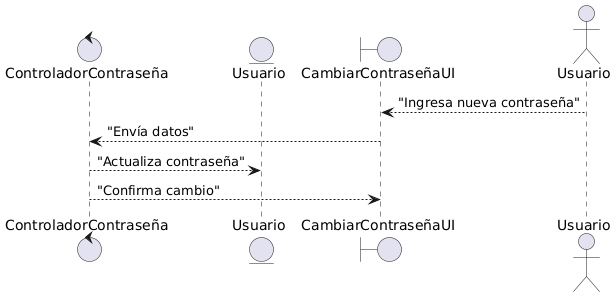 ControladorContraseña Usuario CambiarContraseñaUI Usuario
"Ingresa nueva contraseña"
"Envía datos"
"Actualiza contraseña"
"Confirma cambio"
ControladorContraseña Usuario CambiarContraseñaUI Usuario